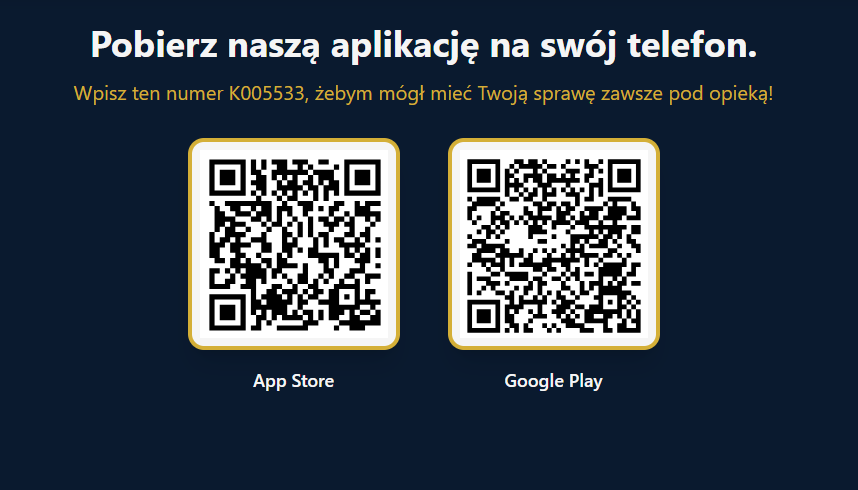 Pobierz naszą aplikację na swój telefon.
Wpisz ten numer K005533, żebym mógł mieć Twoją sprawę zawsze pod opieką!
App Store
Google Play